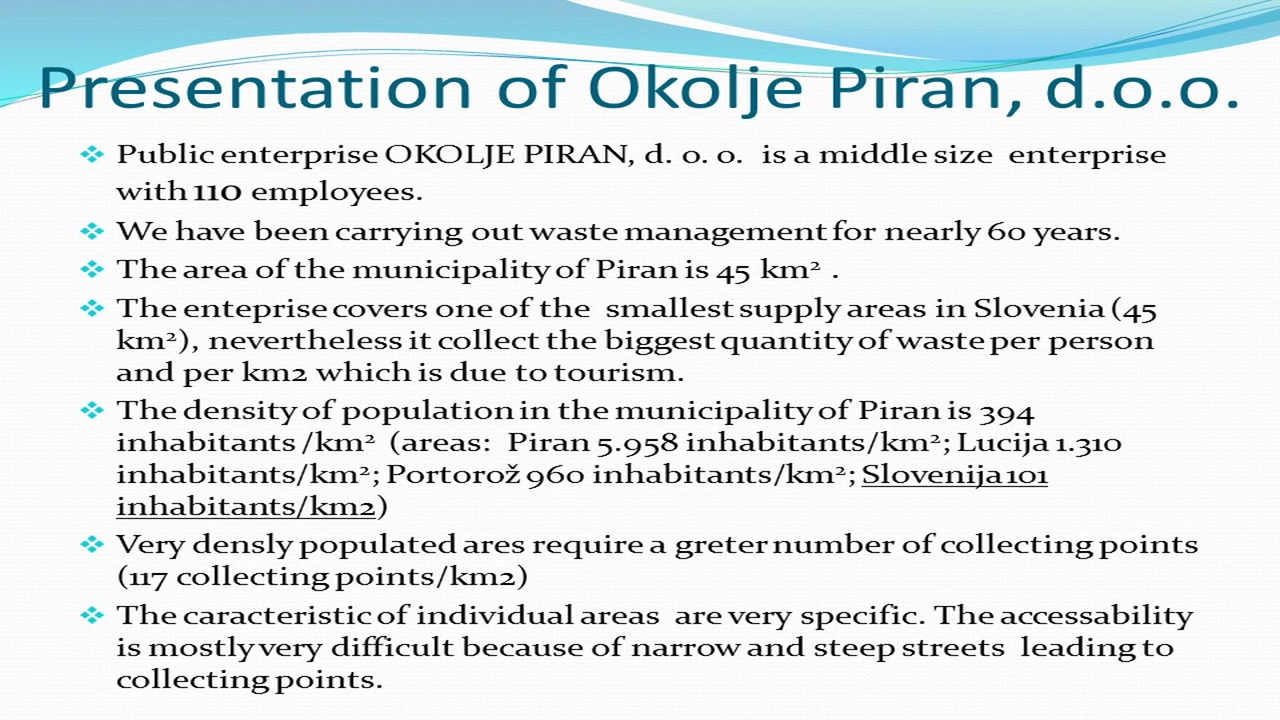 Presentation of Okolje Piran, d.o.o.
Public enterprise OKOLJE PIRAN, d. o. o. is a middle size enterprise
with 110 employees.
We have been carrying out waste management for nearly 60 years.
The area of the municipality of Piran is 45 km² .
The enteprise covers one of the smallest supply areas in Slovenia (45
km²), nevertheless it collect the biggest quantity of waste per person
and per km2 which is due to tourism.
The density of population in the municipality of Piran is 394
inhabitants /km² (areas: Piran 5.958 inhabitants/km²; Lucija 1.310
inhabitants/km²; Portorož 960 inhabitants/km²; Slovenija 101
inhabitants/km2)
Very densly populated ares require a greter number of collecting points
(117 collecting points/km2)
The caracteristic of individual areas are very specific. The accessability
is mostly very difficult because of narrow and steep streets leading to
collecting points.